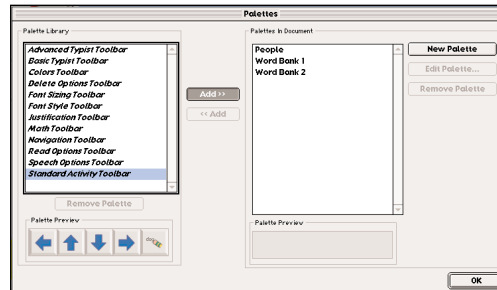 Palettes
Palette Library
Advanced Typist Toolbar
Basic Typist Toolbar
Colors Toolbar
Delete Options Toolbar
Font Sizing Toolbar
Font Style Toolbar
Justification Toolbar
Math Toolbar
Navigation Toolbar
Read Options Toolbar
Speech Options Toolbar
Standard Activity Toolbar
Remove Palette
Palette Preview
Add >>
<< Add
Palettes In Document
People
Word Bank 1
Word Bank 2
Palette Preview
New Palette
Edit Palette...
Remove Palette
OK